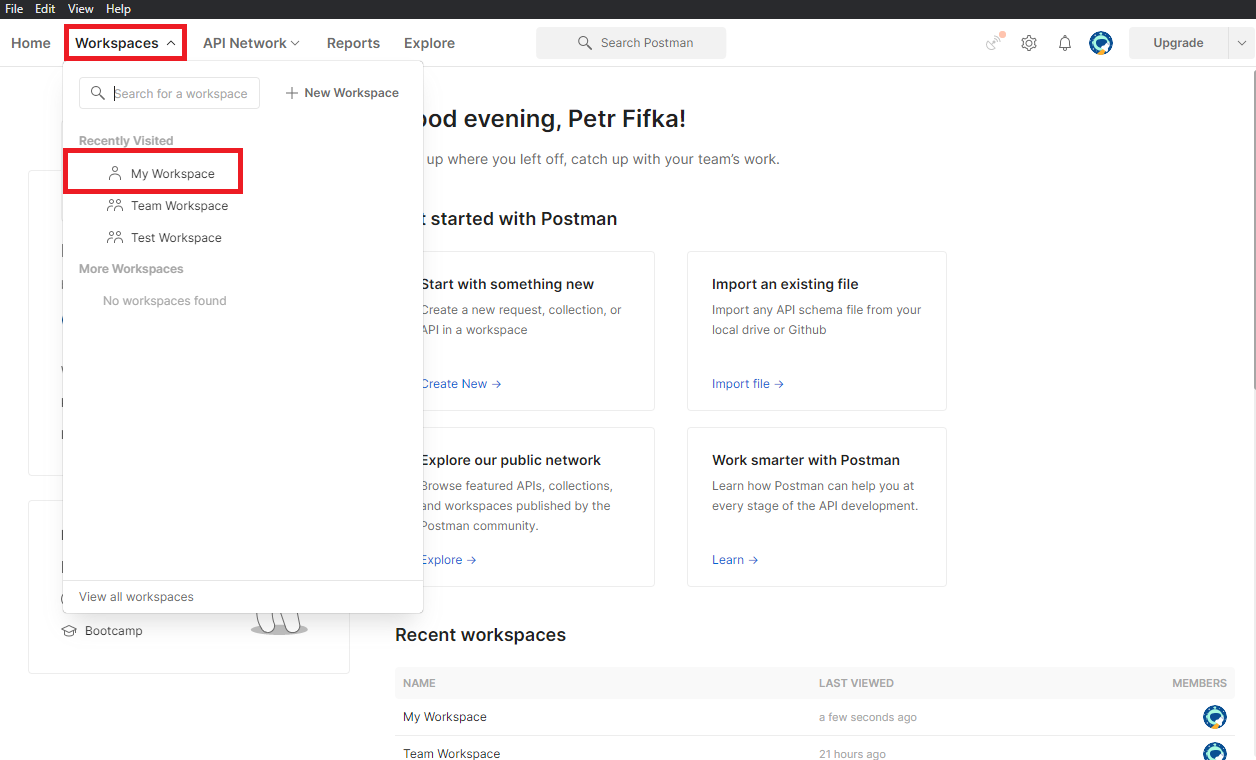 File Edit View Help
Home Workspaces API Network Reports Explore Search Postman Upgrade
Search for a workspace New Workspace
Recently Visited
My Workspace
Team Workspace
Test Workspace
More Workspaces
No workspaces found
View all workspaces
Bootcamp
ood evening, Petr Fifka!
up where you left off, catch up with your team's work.
t started with Postman
Start with something new
Create a new request, collection, or
API in a workspace
Create New →
Import an existing file
Import any API schema file from your
local drive or Github
Import file →
Explore our public network
Browse featured APIs, collections,
and workspaces published by the
Postman community.
Explore →
Work smarter with Postman
Learn how Postman can help you at
every stage of the API development.
Learn →
Recent workspaces
NAME LAST VIEWED MEMBERS
My Workspace a few seconds ago
Team Workspace 21 hours ago